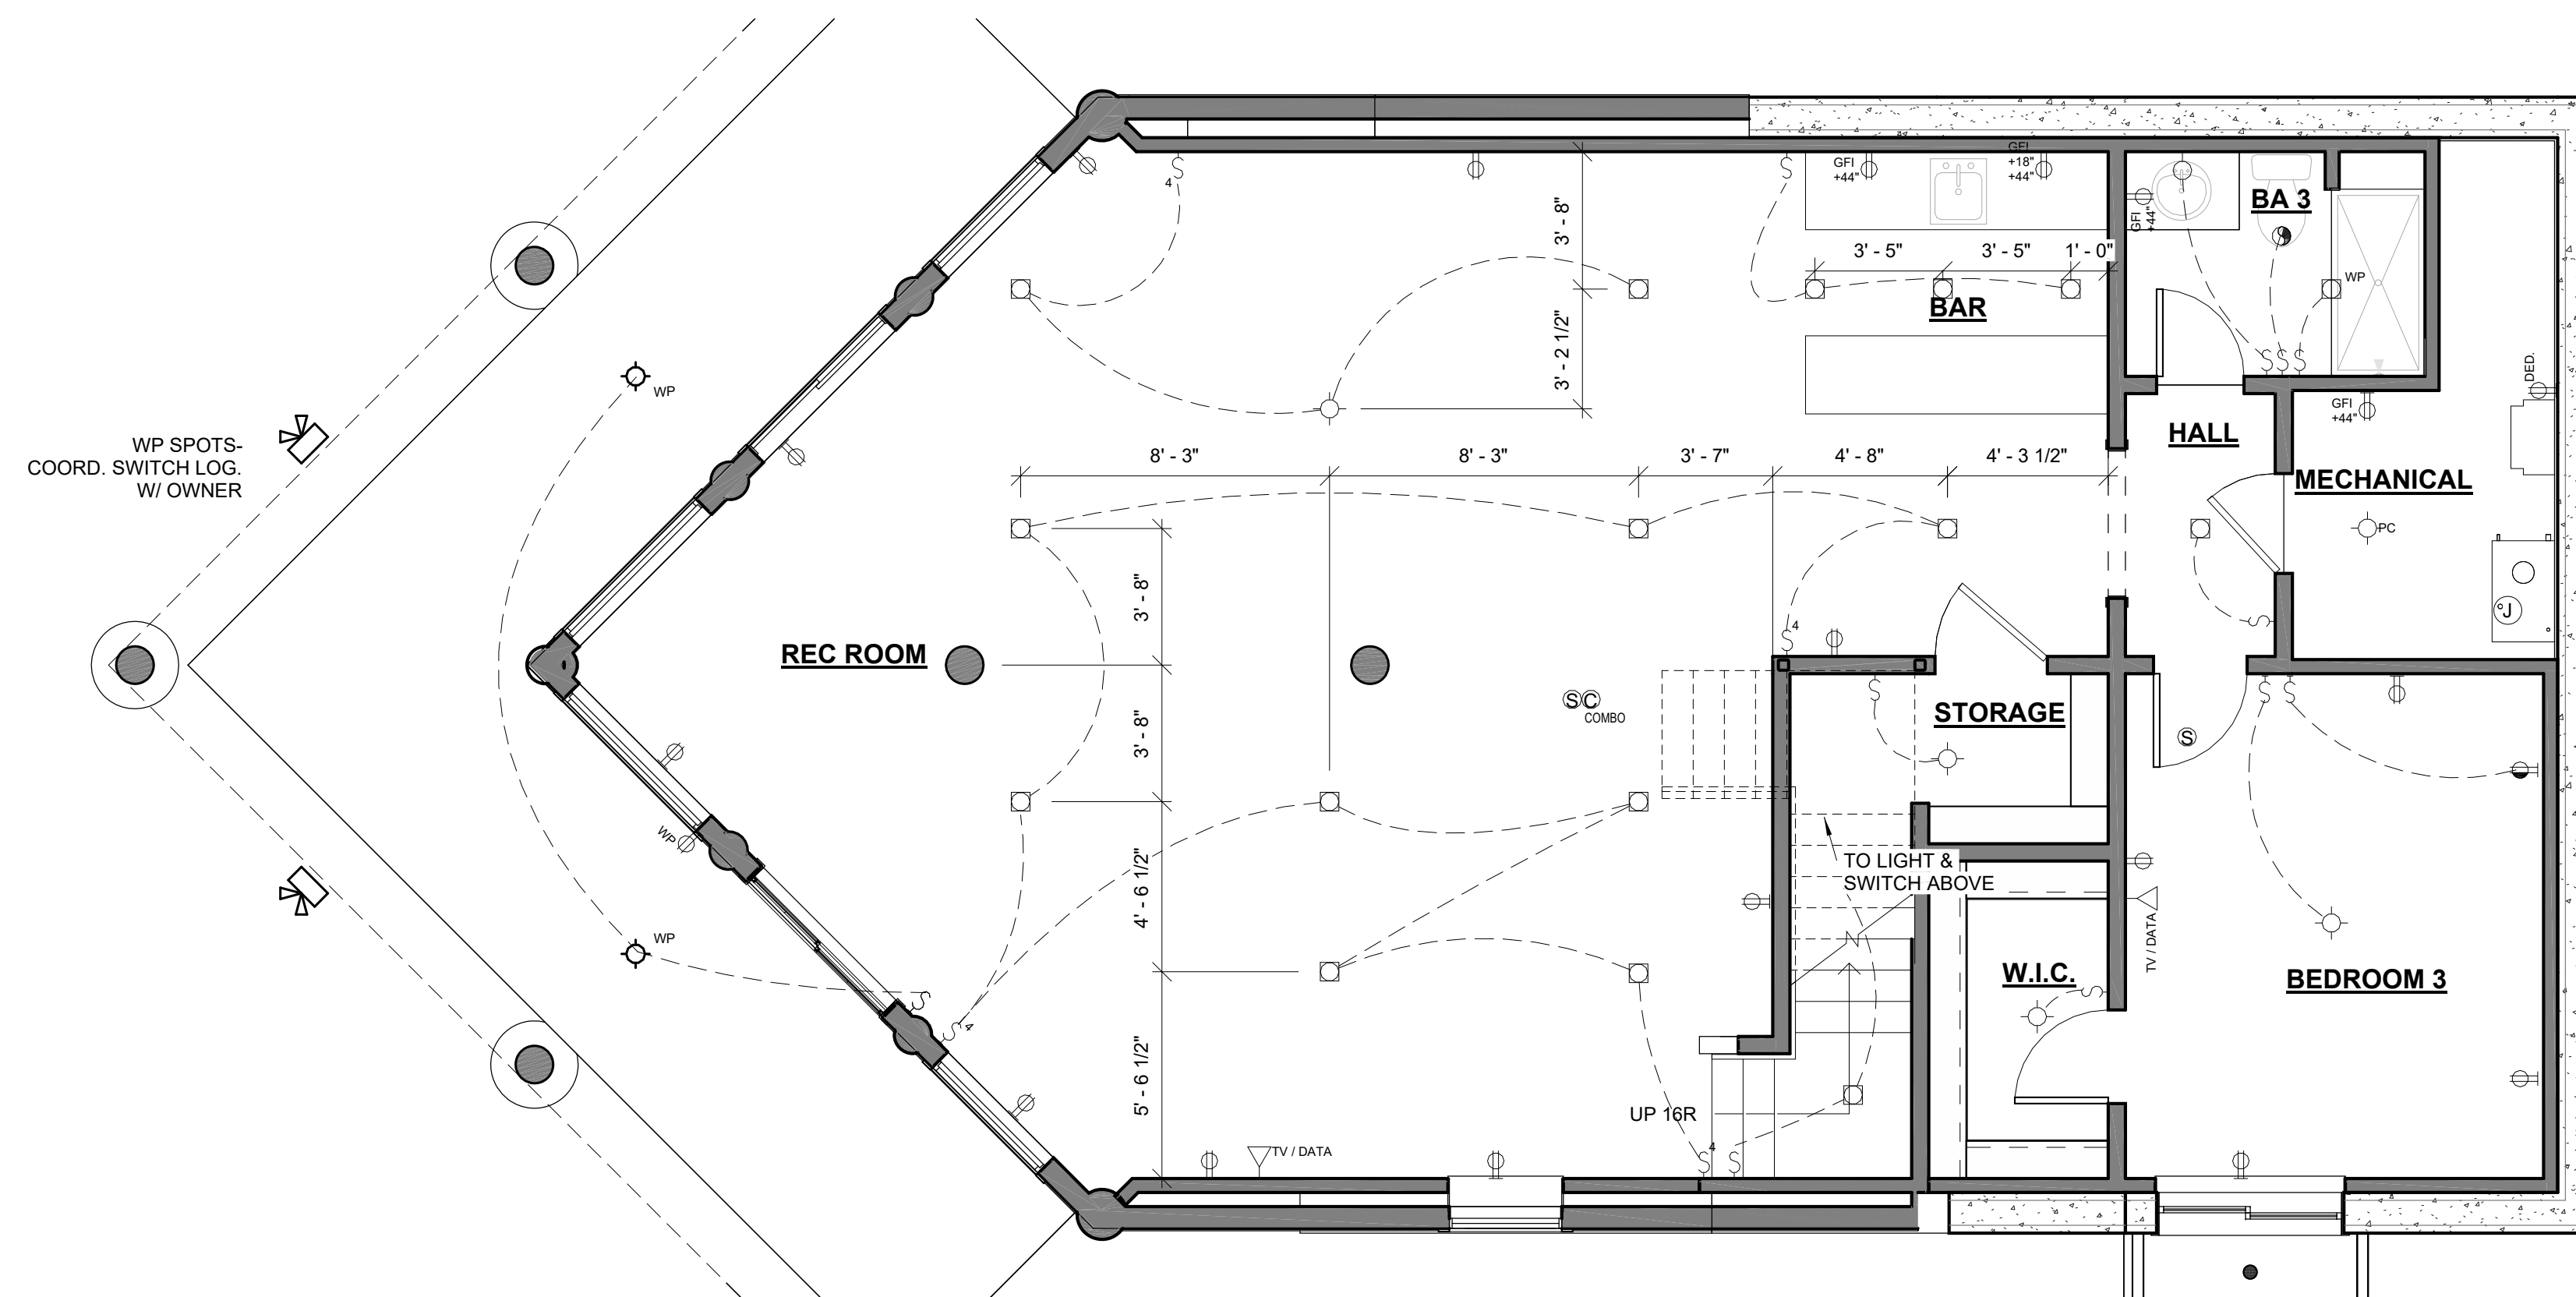 GFI
+44"
GFI
+18"
+44"
4
BA 3
GFI
+44"
3' - 8"
3' - 5"
3' - 5"
1' - 0"
WP
BAR
3' - 2 1/2"
WP
DED.
GFI
+44"
WP SPOTS-
COORD. SWITCH LOG.
W/ OWNER
HALL
8' - 3"
8' - 3"
3' - 7"
4' - 8"
4' - 3 1/2"
MECHANICAL
PC
3' - 8"
J
4
REC ROOM
S C
COMBO
STORAGE
S
3' - 8"
WP
4' - 6 1/2"
TO LIGHT &
SWITCH ABOVE
TV / DATA
WP
W.I.C.
BEDROOM 3
4
5' - 6 1/2"
UP 16R
TV / DATA
4